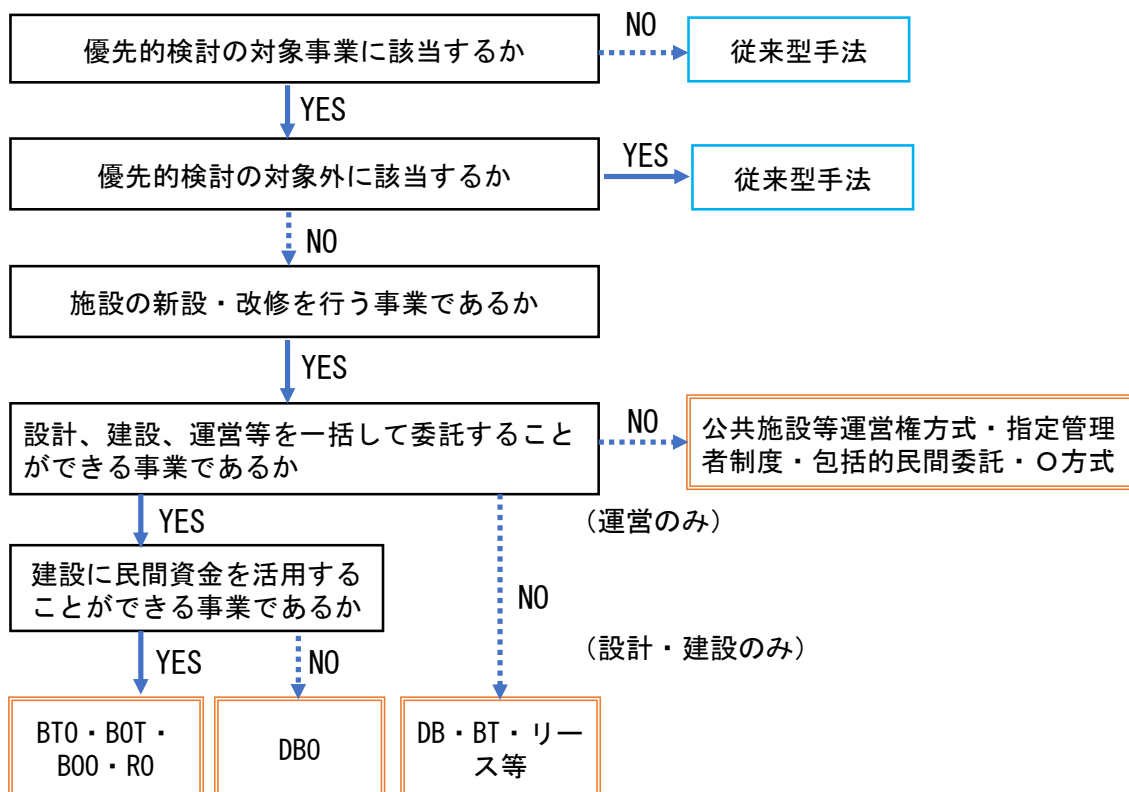 優先的検討の対象事業に該当するか
NO
従来型手法
YES
優先的検討の対象外に該当するか
YES
従来型手法
NO
施設の新設・改修を行う事業であるか
YES
設計、建設、運営等を一括して委託すること
ができる事業であるか
NO
公共施設等運営権方式・指定管理
者制度・包括的民間委託・O方式
(運営のみ)
YES
建設に民間資金を活用する
ことができる事業であるか
NO
(設計・建設のみ)
YES
NO
BTO・BOT・
BOO・RO
DBO
DB・BT・リー
ス等